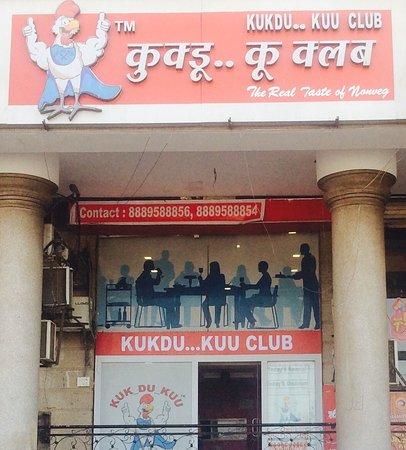 TM
KUKDU.. KUU CLUB
कुक्डू.. कू क्लब
The Real Taste of Nonveg
Contact : 8889588856, 8889588854
KUKDU...KUU CLUB
KUK DU KUU